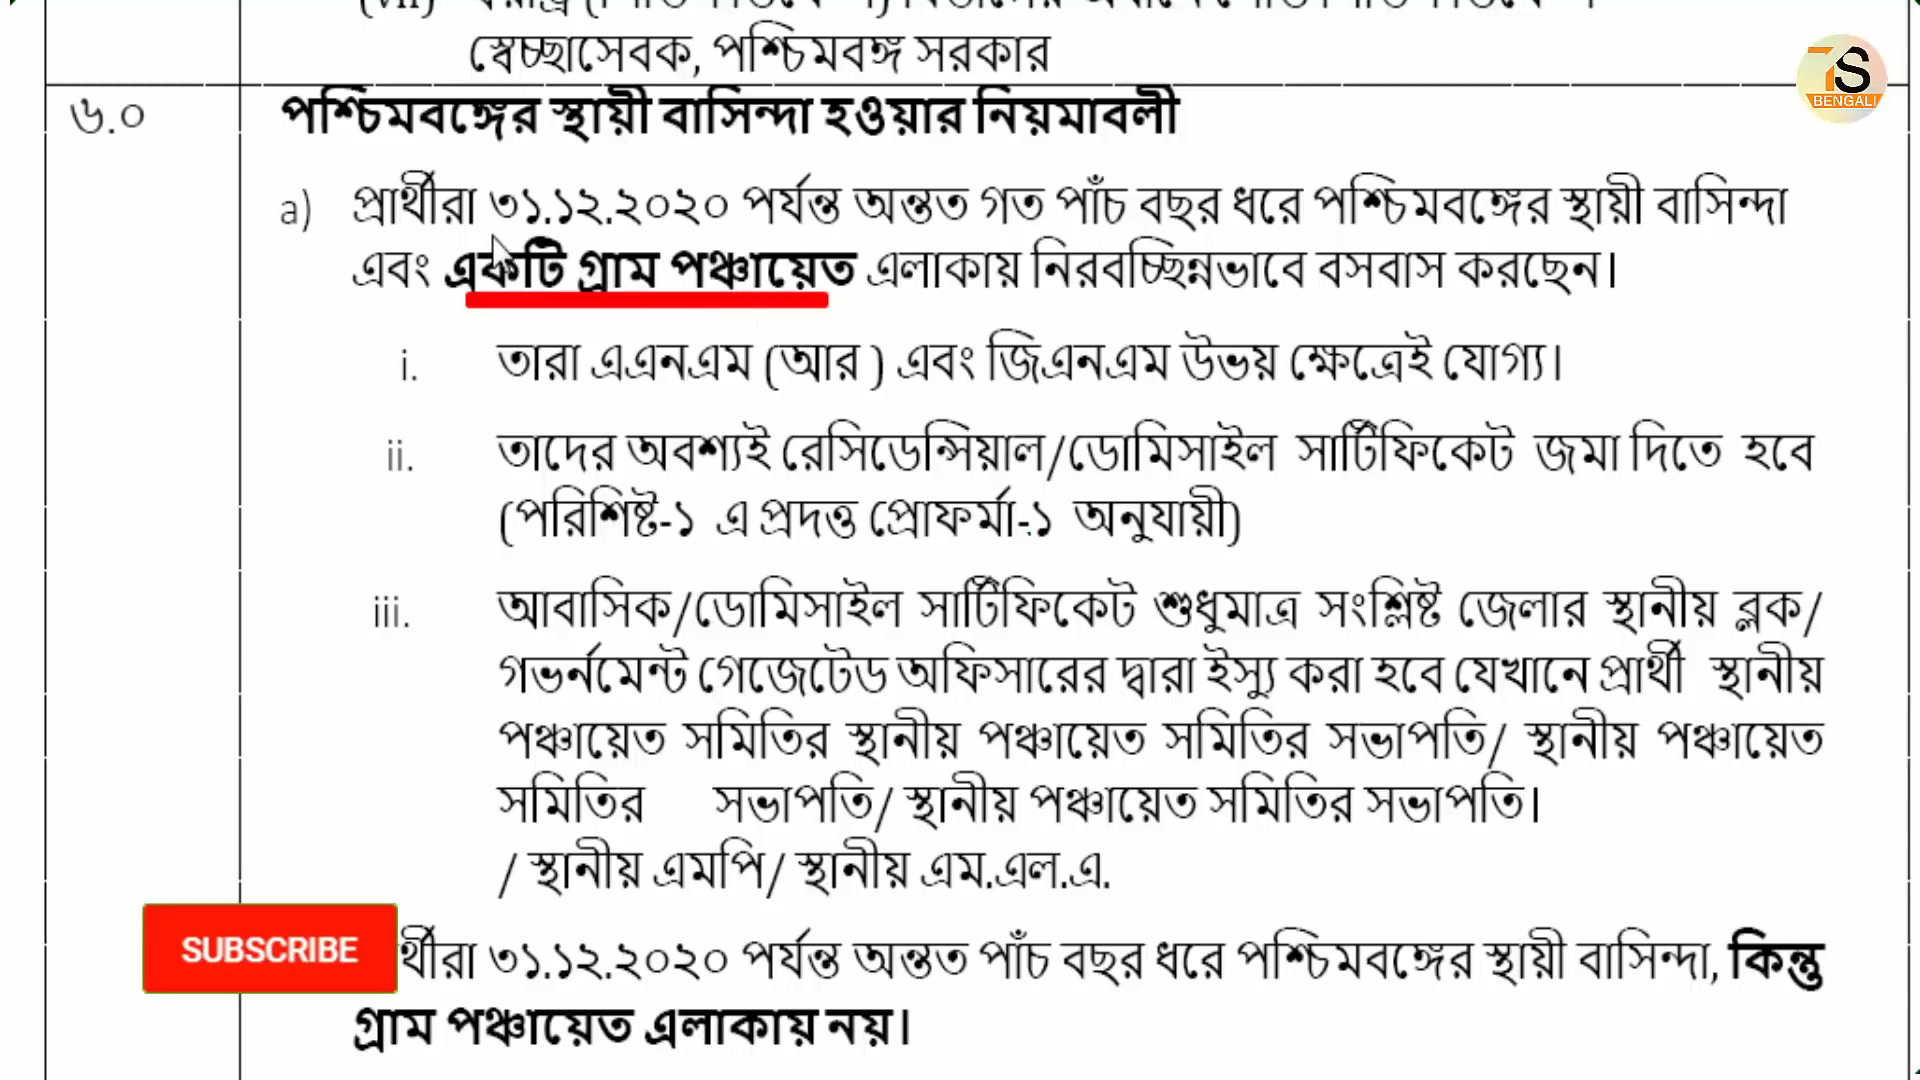 স্বেচ্ছাসেবক, পশ্চিমবঙ্গ সরকার
S
BENGALI
৬.০ পশ্চিমবঙ্গের স্থায়ী বাসিন্দা হওয়ার নিয়মাবলী
a) প্রার্থীরা ৩১.১২.২০২০ পর্যন্ত অন্তত গত পাঁচ বছর ধরে পশ্চিমবঙ্গের স্থায়ী বাসিন্দা
এবং একটি গ্রাম পঞ্চায়েত এলাকায় নিরবচ্ছিন্নভাবে বসবাস করছেন।
i. তারা এএনএম (আর ) এবং জিএনএম উভয় ক্ষেত্রেই যোগ্য।
ii. তাদের অবশ্যই রেসিডেন্সিয়াল/ডোমিসাইল সার্টিফিকেট জমা দিতে হবে
(পরিশিষ্ট-১ এ প্রদত্ত প্রোফর্মা-১ অনুযায়ী)
iii. আবাসিক/ডোমিসাইল সার্টিফিকেট শুধুমাত্র সংশ্লিষ্ট জেলার স্থানীয় ব্লক/
গভর্নমেন্ট গেজেটেড অফিসারের দ্বারা ইস্যু করা হবে যেখানে প্রার্থী স্থানীয়
পঞ্চায়েত সমিতির স্থানীয় পঞ্চায়েত সমিতির সভাপতি/ স্থানীয় পঞ্চায়েত
সমিতির সভাপতি/ স্থানীয় পঞ্চায়েত সমিতির সভাপতি।
/ স্থানীয় এমপি/ স্থানীয় এম.এল.এ.
SUBSCRIBE
র্থীরা ৩১.১২.২০২০ পর্যন্ত অন্তত পাঁচ বছর ধরে পশ্চিমবঙ্গের স্থায়ী বাসিন্দা, কিন্তু
গ্রাম পঞ্চায়েত এলাকায় নয়।